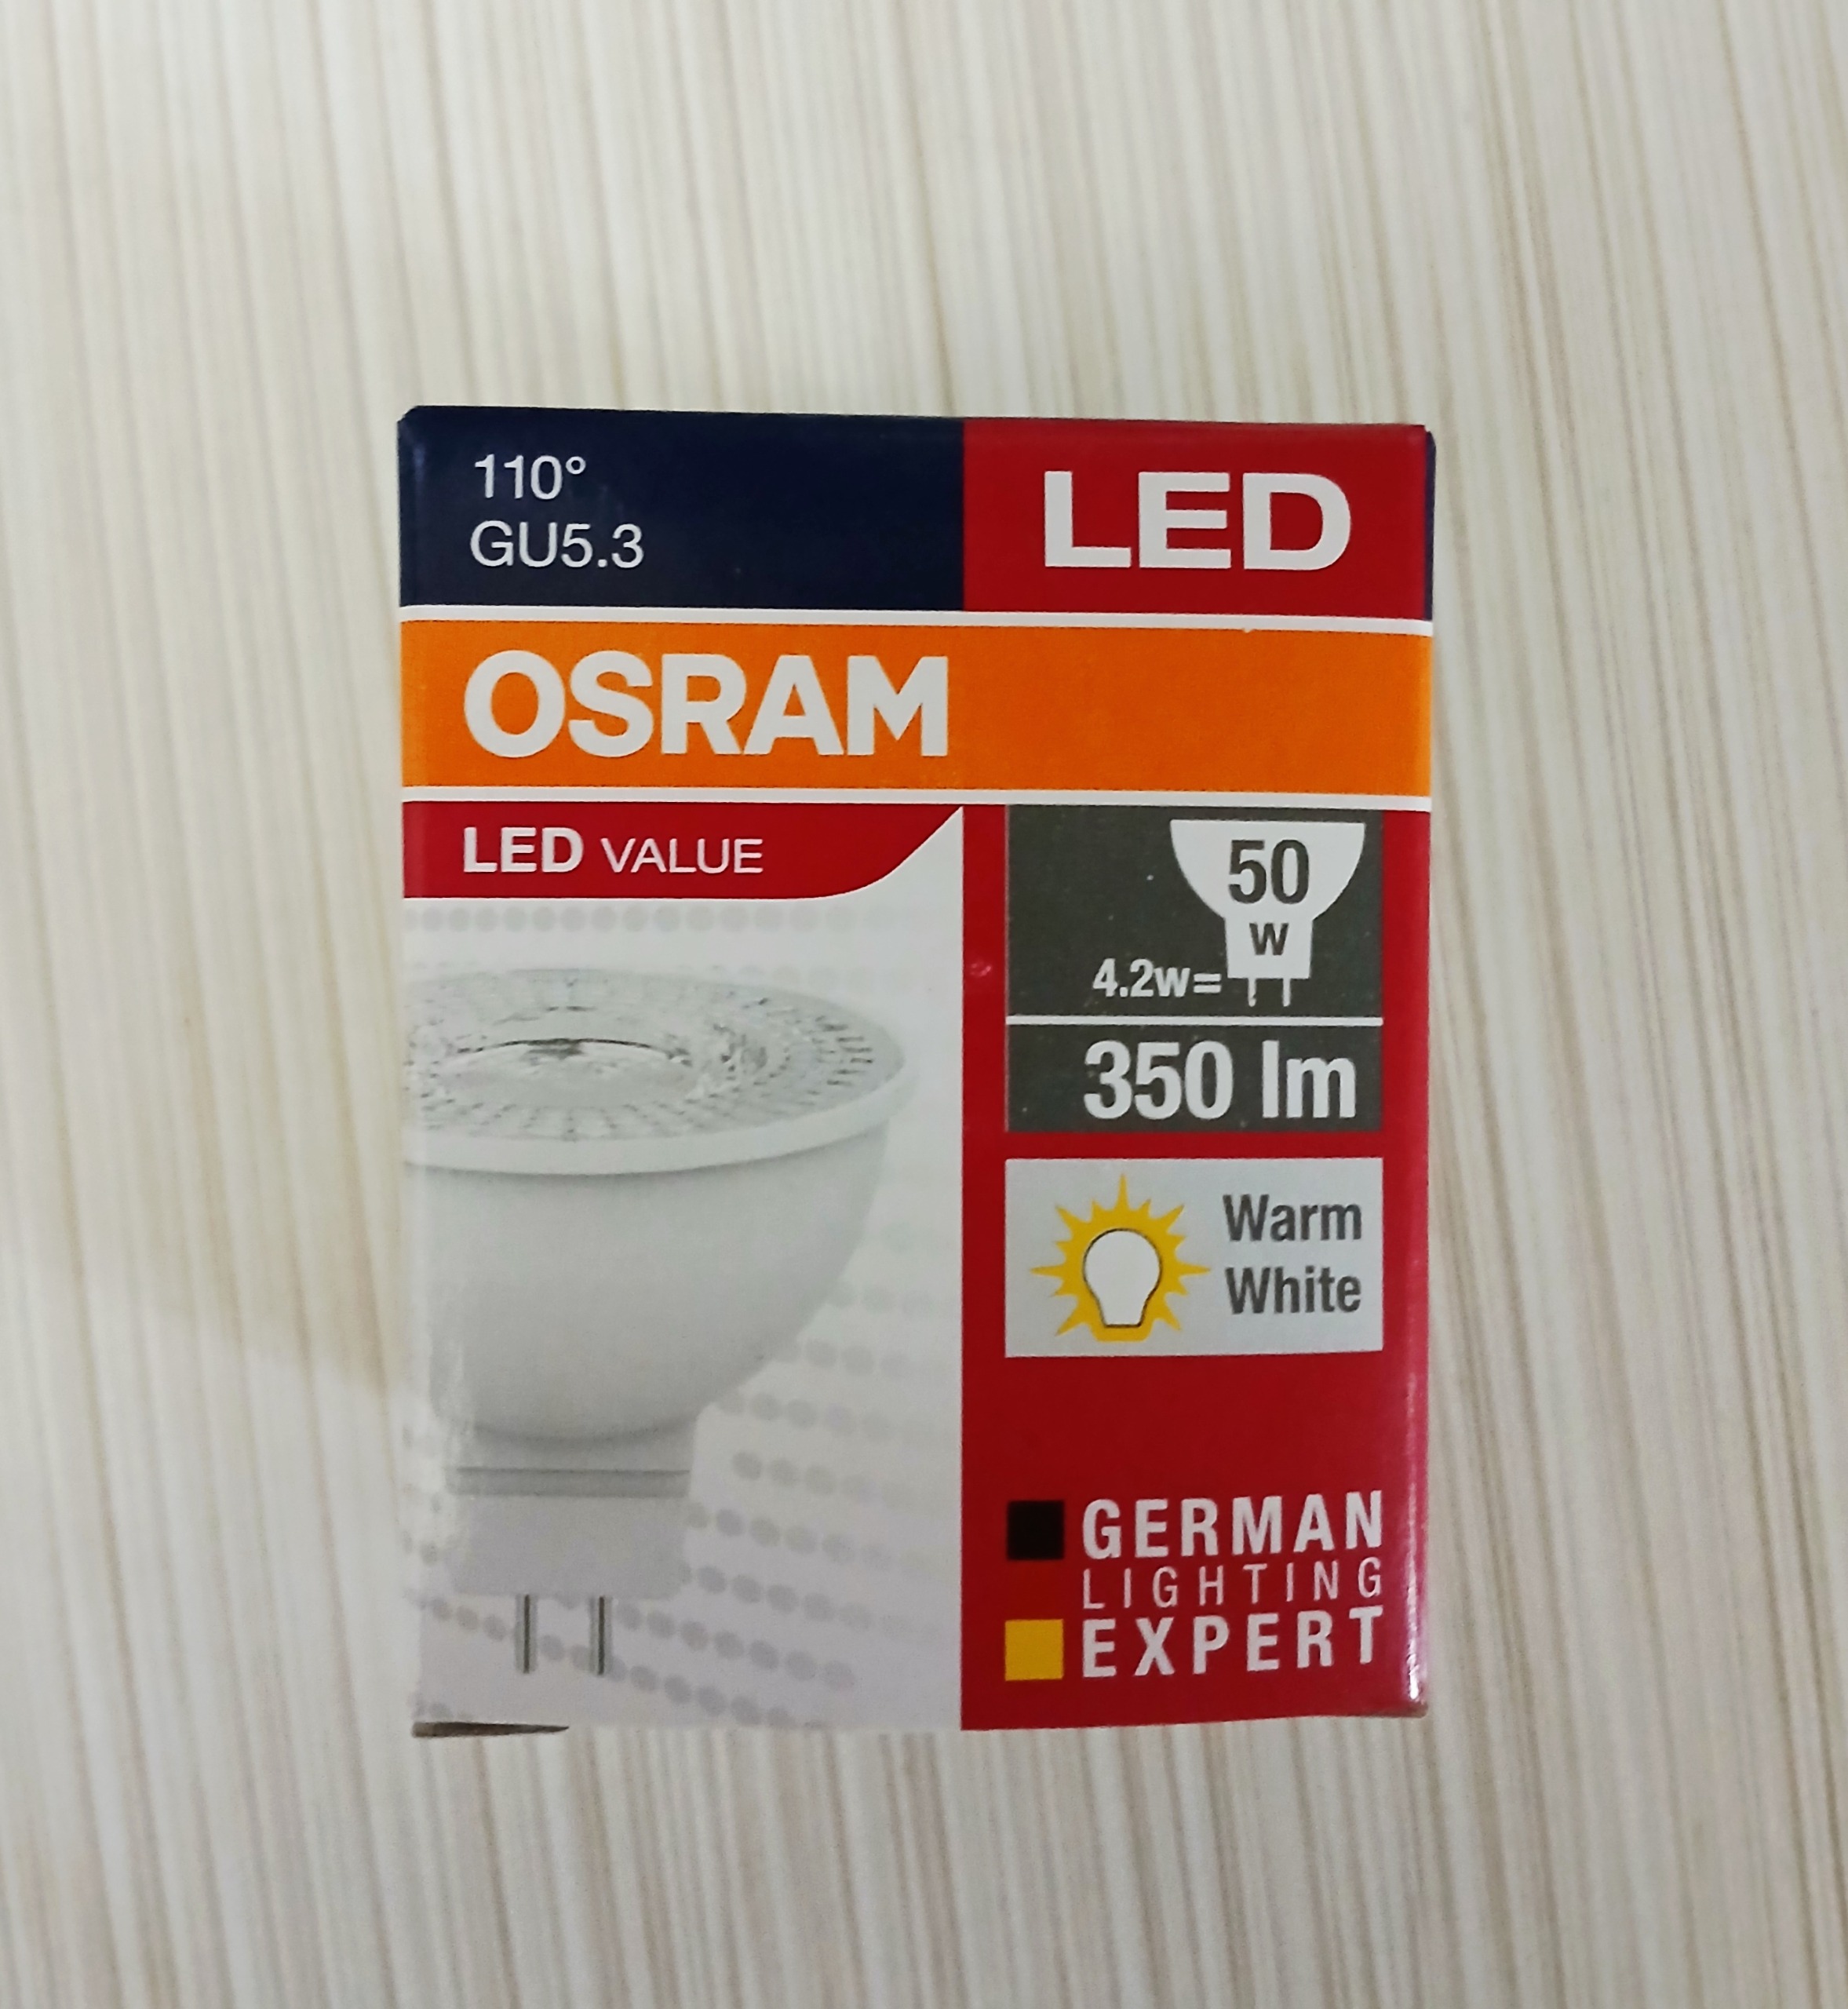 110°
GU5.3
LED
OSRAM
LED VALUE
50
W
4.2w=
350 lm
Warm
White
GERMAN
LIGHTING
EXPERT